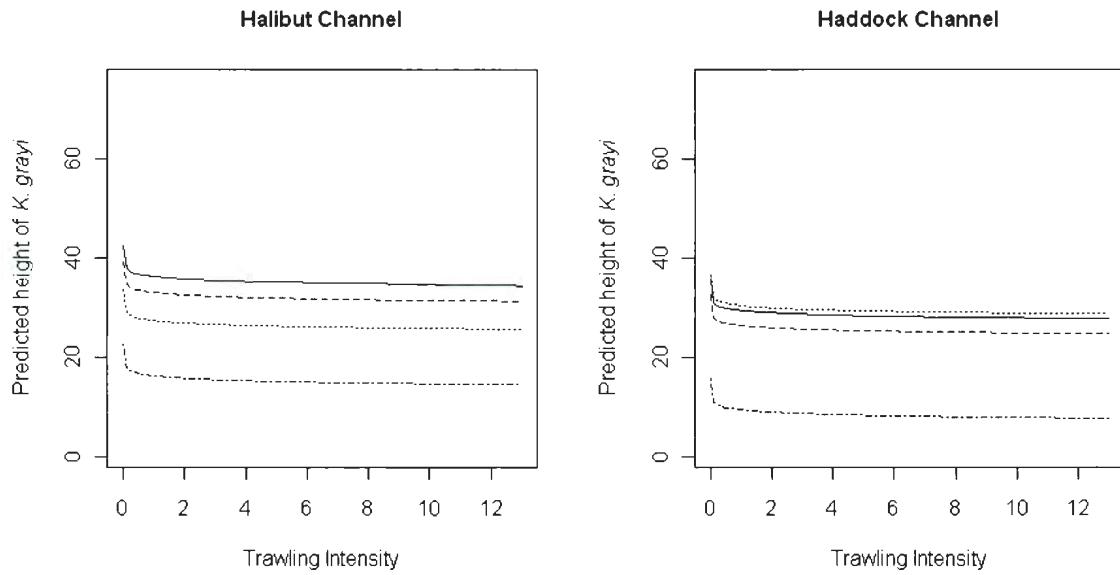 Halibut Channel
Predicted height of K. grayi
60
40
20
0
0 2 4 6 8 10 12
Trawling Intensity
Haddock Channel
Predicted height of K. grayi
60
40
20
0
0 2 4 6 8 10 12
Trawling Intensity